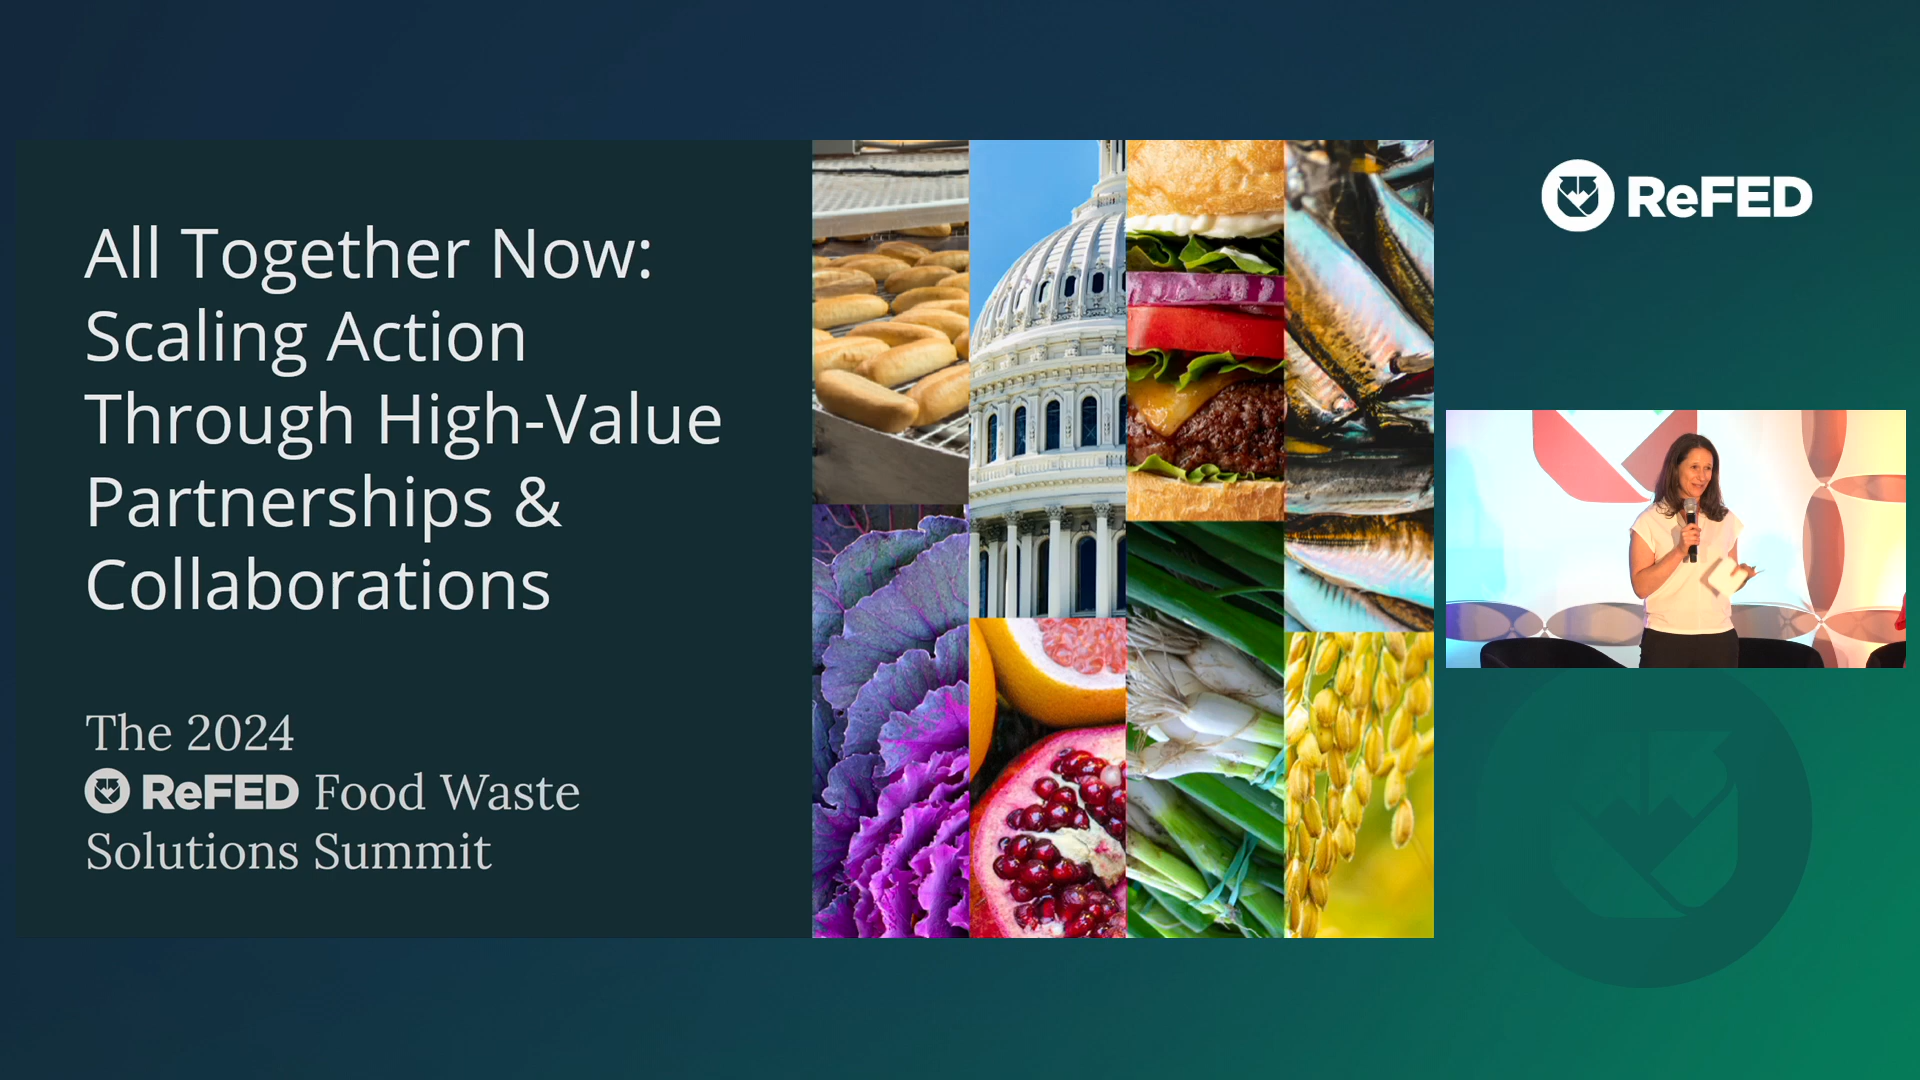 All Together Now:
Scaling Action
Through High-Value
Partnerships &
Collaborations
The 2024
ReFED Food Waste
Solutions Summit
ReFED